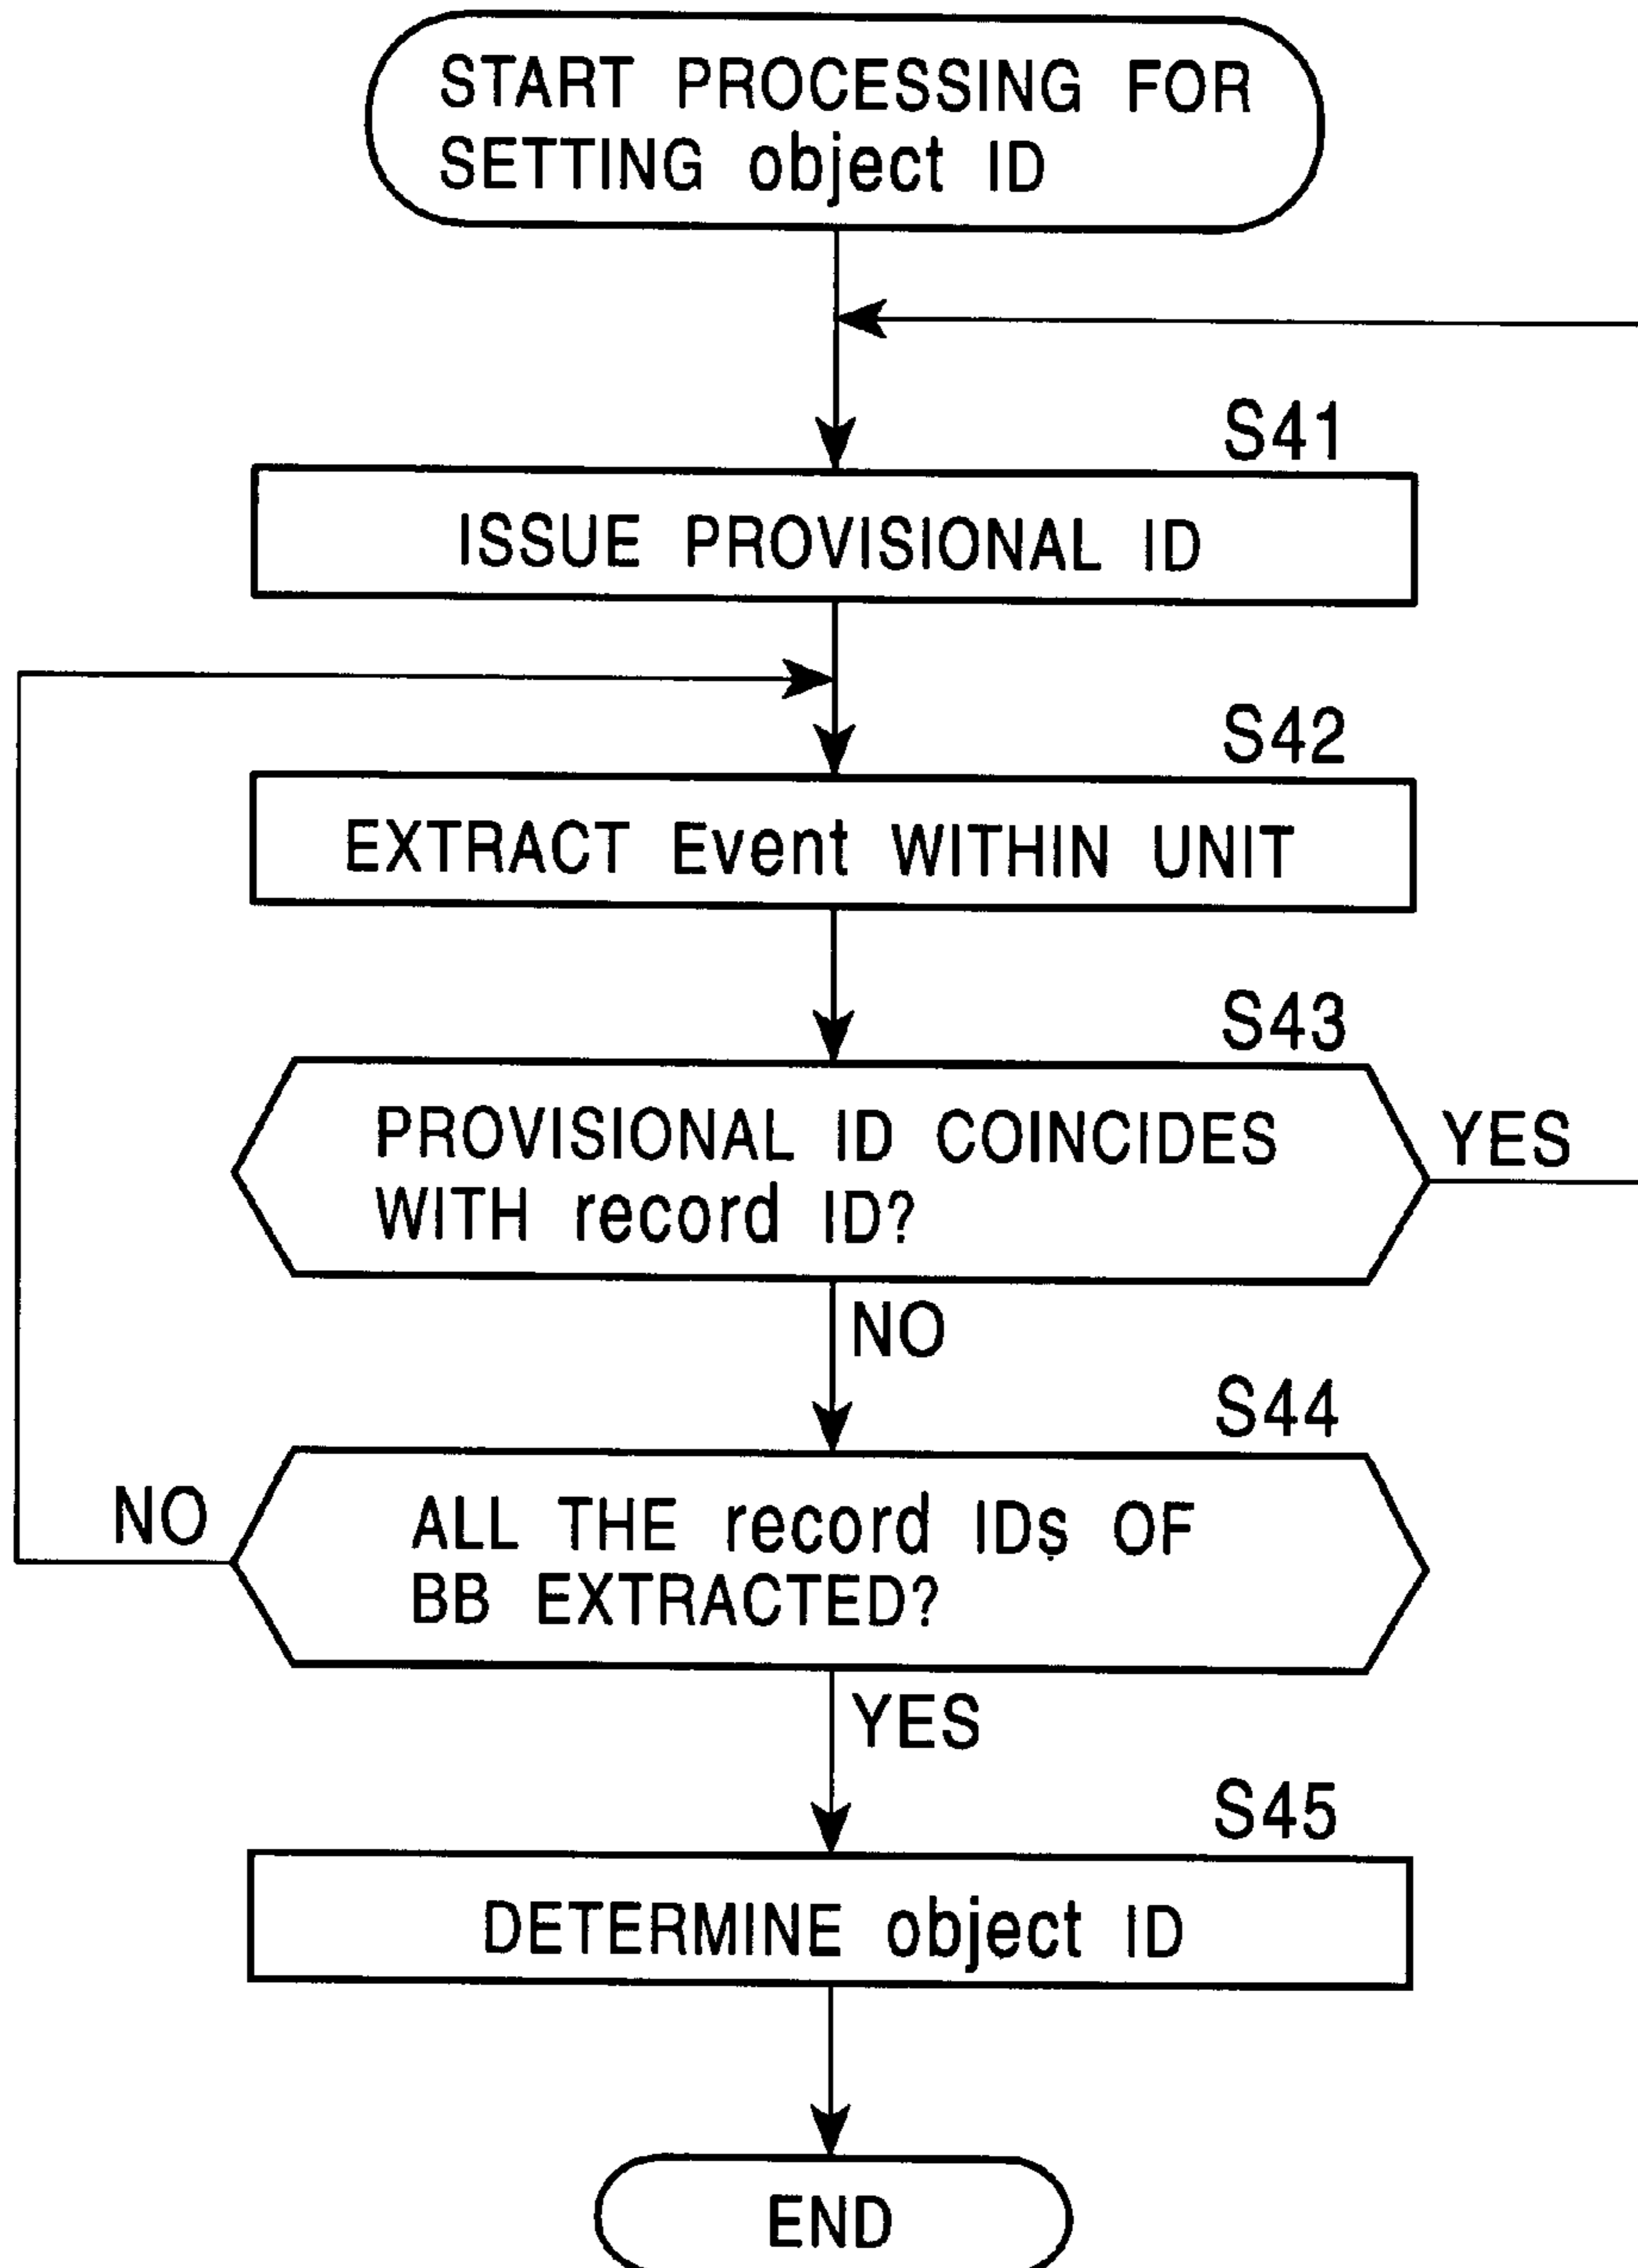 START PROCESSING FOR
SETTING object ID
S41
ISSUE PROVISIONAL ID
S42
EXTRACT Event WITHIN UNIT
S43
PROVISIONAL ID COINCIDES
WITH record ID?
YES
NO
S44
ALL THE record IDs OF
BB EXTRACTED?
NO
YES
S45
DETERMINE object ID
END